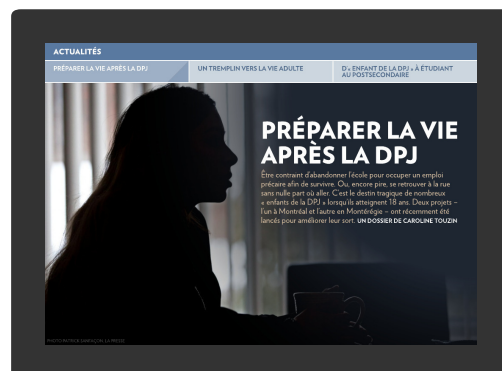 ACTUALITÉS
PRÉPARER LA VIE APRÈS LA DPJ
UN TREMPLIN VERS LA VIE ADULTE
D'« ENFANT DE LA DPJ » À ÉTUDIANT
AU POSTSECONDAIRE
PRÉPARER LA VIE
APRÈS LA DPJ
Être contraint d'abandonner l'école pour occuper un emploi
précaire afin de survivre. Ou, encore pire, se retrouver à la rue
sans nulle part où aller. C'est le destin tragique de nombreux
« enfants de la DPJ » lorsqu'ils atteignent 18 ans. Deux projets –
l'un à Montréal et l'autre en Montérégie – ont récemment été
lancés pour améliorer leur sort. UN DOSSIER DE CAROLINE TOUZIN
PHOTO PATRICK SANFAÇON, LA PRESSE